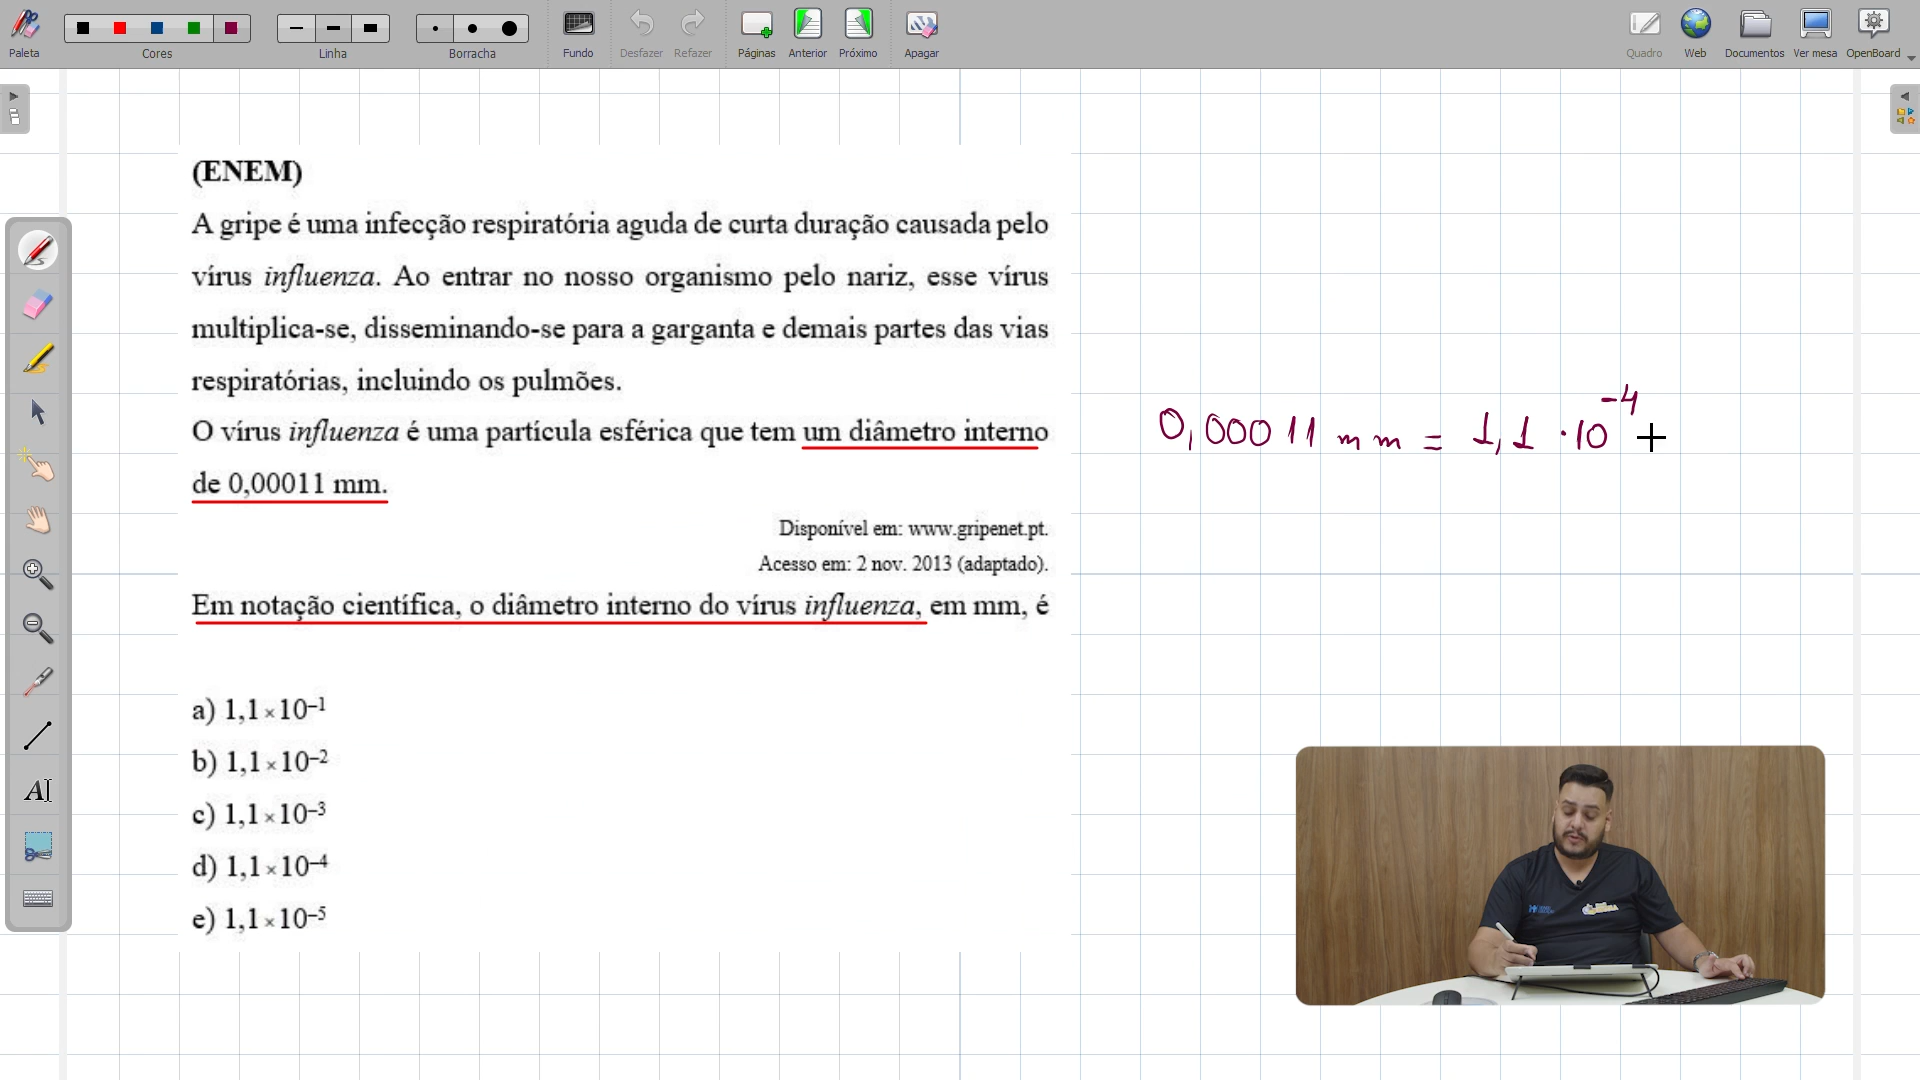 Paleta
Cores
Linha
Borracha
Fundo
Desfazer
Refazer
Páginas
Anterior
Próximo
Apagar
Quadro
Web
Documentos
Ver mesa
OpenBoard
(ENEM)
A gripe é uma infecção respiratória aguda de curta duração causada pelo
vírus influenza. Ao entrar no nosso organismo pelo nariz, esse vírus
multiplica-se, disseminando-se para a garganta e demais partes das vias
respiratórias, incluindo os pulmões.
O vírus influenza é uma partícula esférica que tem um diâmetro interno
de 0,00011 mm.
Disponível em: www.gripenet.pt.
Acesso em: 2 nov. 2013 (adaptado).
Em notação científica, o diâmetro interno do vírus influenza, em mm, é
a) 1,1×10⁻¹
b) 1,1×10⁻²
c) 1,1×10⁻³
d) 1,1×10⁻⁴
e) 1,1×10⁻⁵
0,00011 mm = 1,1 · 10⁻⁴
AI